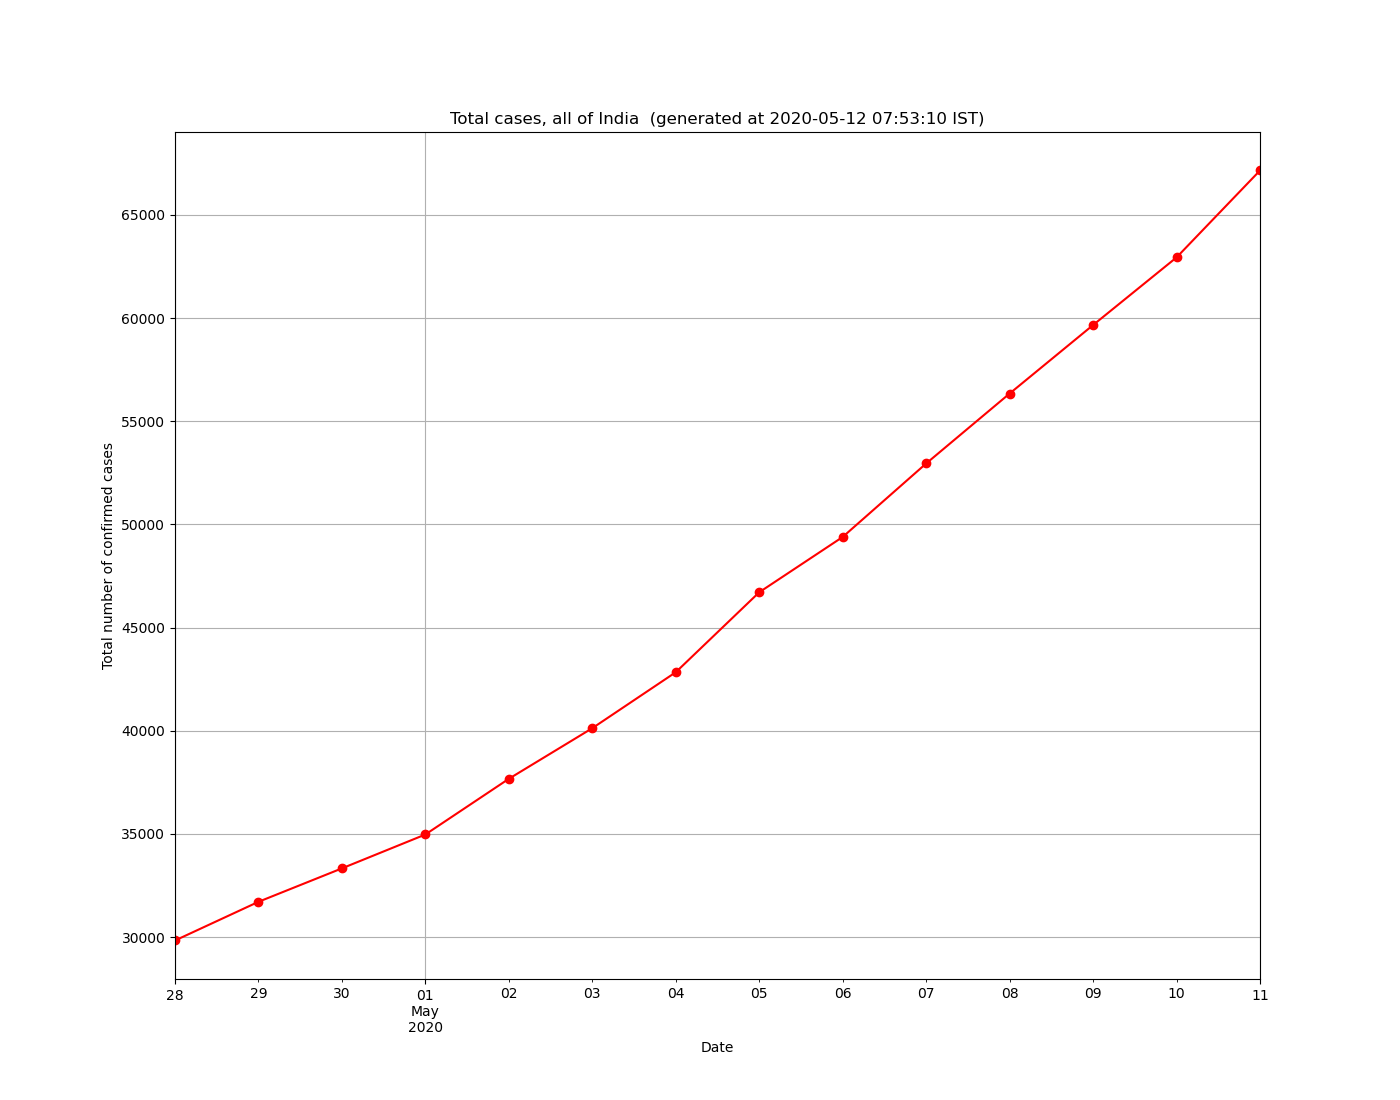 Total cases, all of India  (generated at 2020-05-12 07:53:10 IST)
Total number of confirmed cases
65000
60000
55000
50000
45000
40000
35000
30000
28 29 30 01 02 03 04 05 06 07 08 09 10 11
May
2020
Date